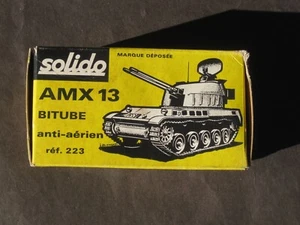 solido
MARQUE DÉPOSÉE
AMX 13
BITUBE
anti-aérien
réf. 223